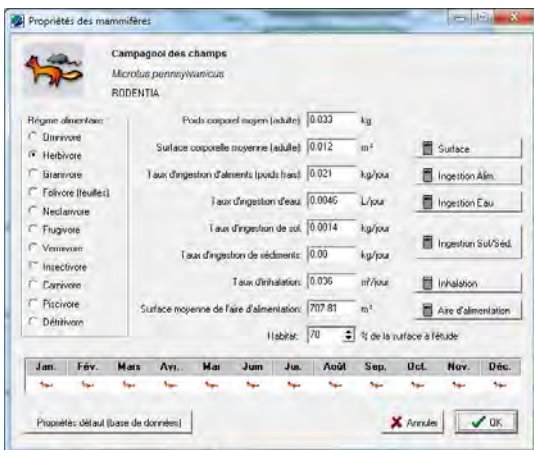 Propriétés des mammifères
Campagnol des champs
Microtus pennsylvanicus
RODENTIA
Régime alimentaire
Omnivore
Herbivore
Granivore
Folivore (feuilles)
Nectarivore
Frugivore
Vermivore
Insectivore
Carnivore
Piscivore
Détritivore
Poids corporel moyen (adulte): 0.033 kg
Surface corporelle moyenne (adulte): 0.012 m² Surface
Taux d'ingestion d'aliments (poids frais): 0.021 kg/jour Ingestion Alim.
Taux d'ingestion d'eau: 0.0046 L/jour Ingestion Eau
Taux d'ingestion de sol: 0.0014 kg/jour
Ingestion Sol/Séd.
Taux d'ingestion de sédiments: 0.00 kg/jour
Taux d'inhalation: 0.036 m³/jour Inhalation
Surface moyenne de l'aire d'alimentation: 707.81 m² Aire d'alimentation
Habitat: 70 % de la surface à l'étude
Jan. Fév. Mars Avr. Mai Juin Jui. Août Sep. Oct. Nov. Déc.
Propriétés défaut (base de données) Annuler OK